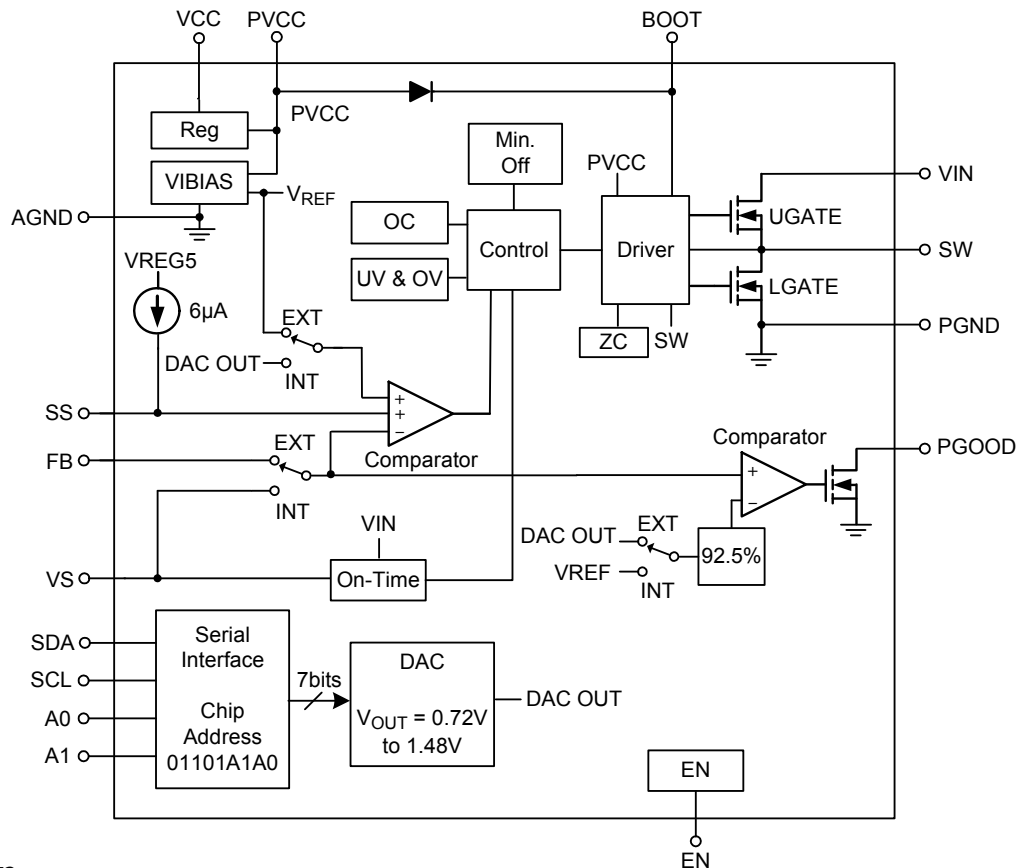 VCC
PVCC
BOOT
PVCC
Reg
Min.
Off
VIBIAS
VREF
PVCC
VIN
AGND
OC
Control
Driver
UGATE
SW
UV & OV
LGATE
VREG5
6µA
EXT
ZC
SW
PGND
DAC OUT
INT
SS
+
+
−
EXT
Comparator
Comparator
PGOOD
FB
+
−
INT
VIN
DAC OUT
EXT
92.5%
VREF
INT
VS
On-Time
SDA
SCL
A0
A1
Serial
Interface
Chip
Address
01101A1A0
7bits
DAC
VOUT = 0.72V
to 1.48V
DAC OUT
EN
EN